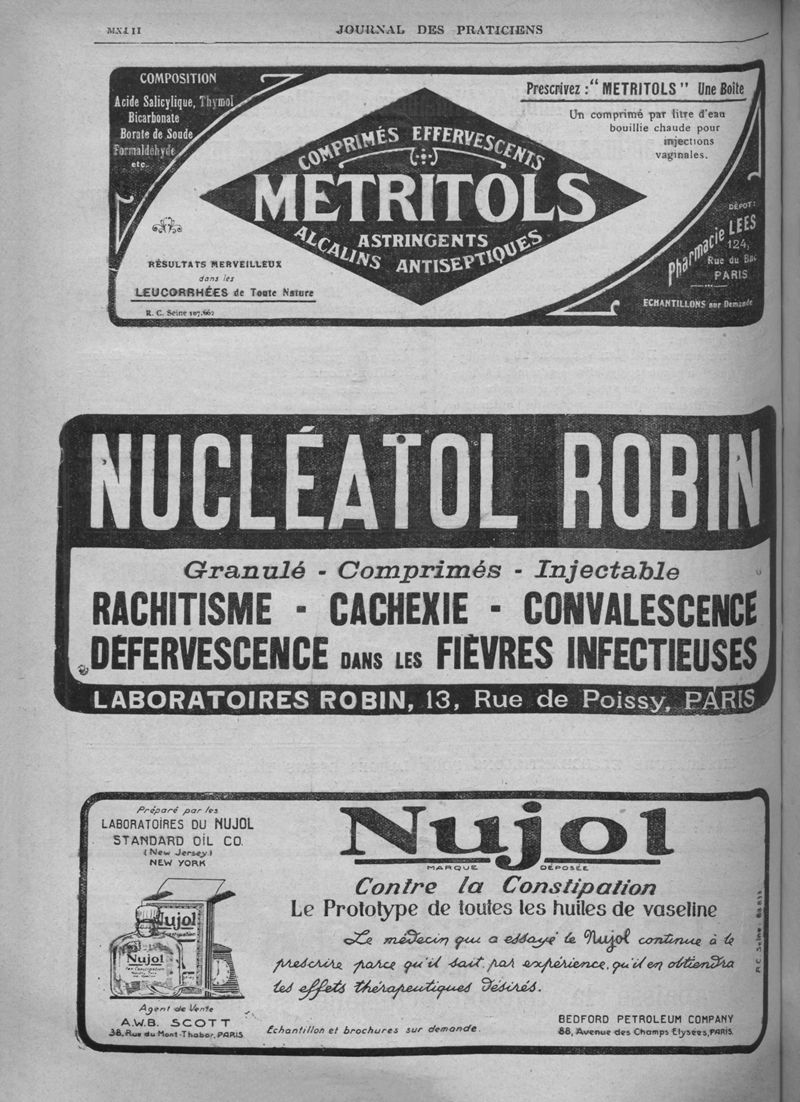 JOURNAL DES PRATICIENS
COMPOSITION
Acide Salicylique, Thymol
Bicarbonate
Borate de Soude
Formaldéhyde
etc.
Prescrivez : "METRITOLS" Une Boîte
Un comprimé par litre d'eau
bouillie chaude pour
injections
vaginales.
COMPRIMÉS EFFERVESCENTS
METRITOLS
ASTRINGENTS
ALCALINS ANTISEPTIQUES
RÉSULTATS MERVEILLEUX
dans les
LEUCORRHÉES de Toute Nature
R. C. Seine 107.662
DÉPOT:
Pharmacie LEES
124,
Rue du Bac
PARIS
ECHANTILLONS sur Demande
NUCLÉATOL ROBIN
Granulé - Comprimés - Injectable
RACHITISME - CACHEXIE - CONVALESCENCE
DÉFERVESCENCE DANS LES FIÈVRES INFECTIEUSES
LABORATOIRES ROBIN, 13, Rue de Poissy, PARIS
Préparé par les
LABORATOIRES DU NUJOL
STANDARD OIL CO.
(New Jersey)
NEW YORK
Nujol
Nujol
Agent de Vente
A.W.B. SCOTT
38, Rue du Mont-Thabor, PARIS
Nujol
MARQUE DÉPOSÉE
Contre la Constipation
Le Prototype de toutes les huiles de vaseline
Le médecin qui a essayé le Nujol continue à le
prescrire parce qu'il sait, par expérience, qu'il en obtiendra
les effets thérapeutiques désirés.
Échantillon et brochures sur demande.
BEDFORD PETROLEUM COMPANY
88, Avenue des Champs Elysées, PARIS.
R.C. Seine: